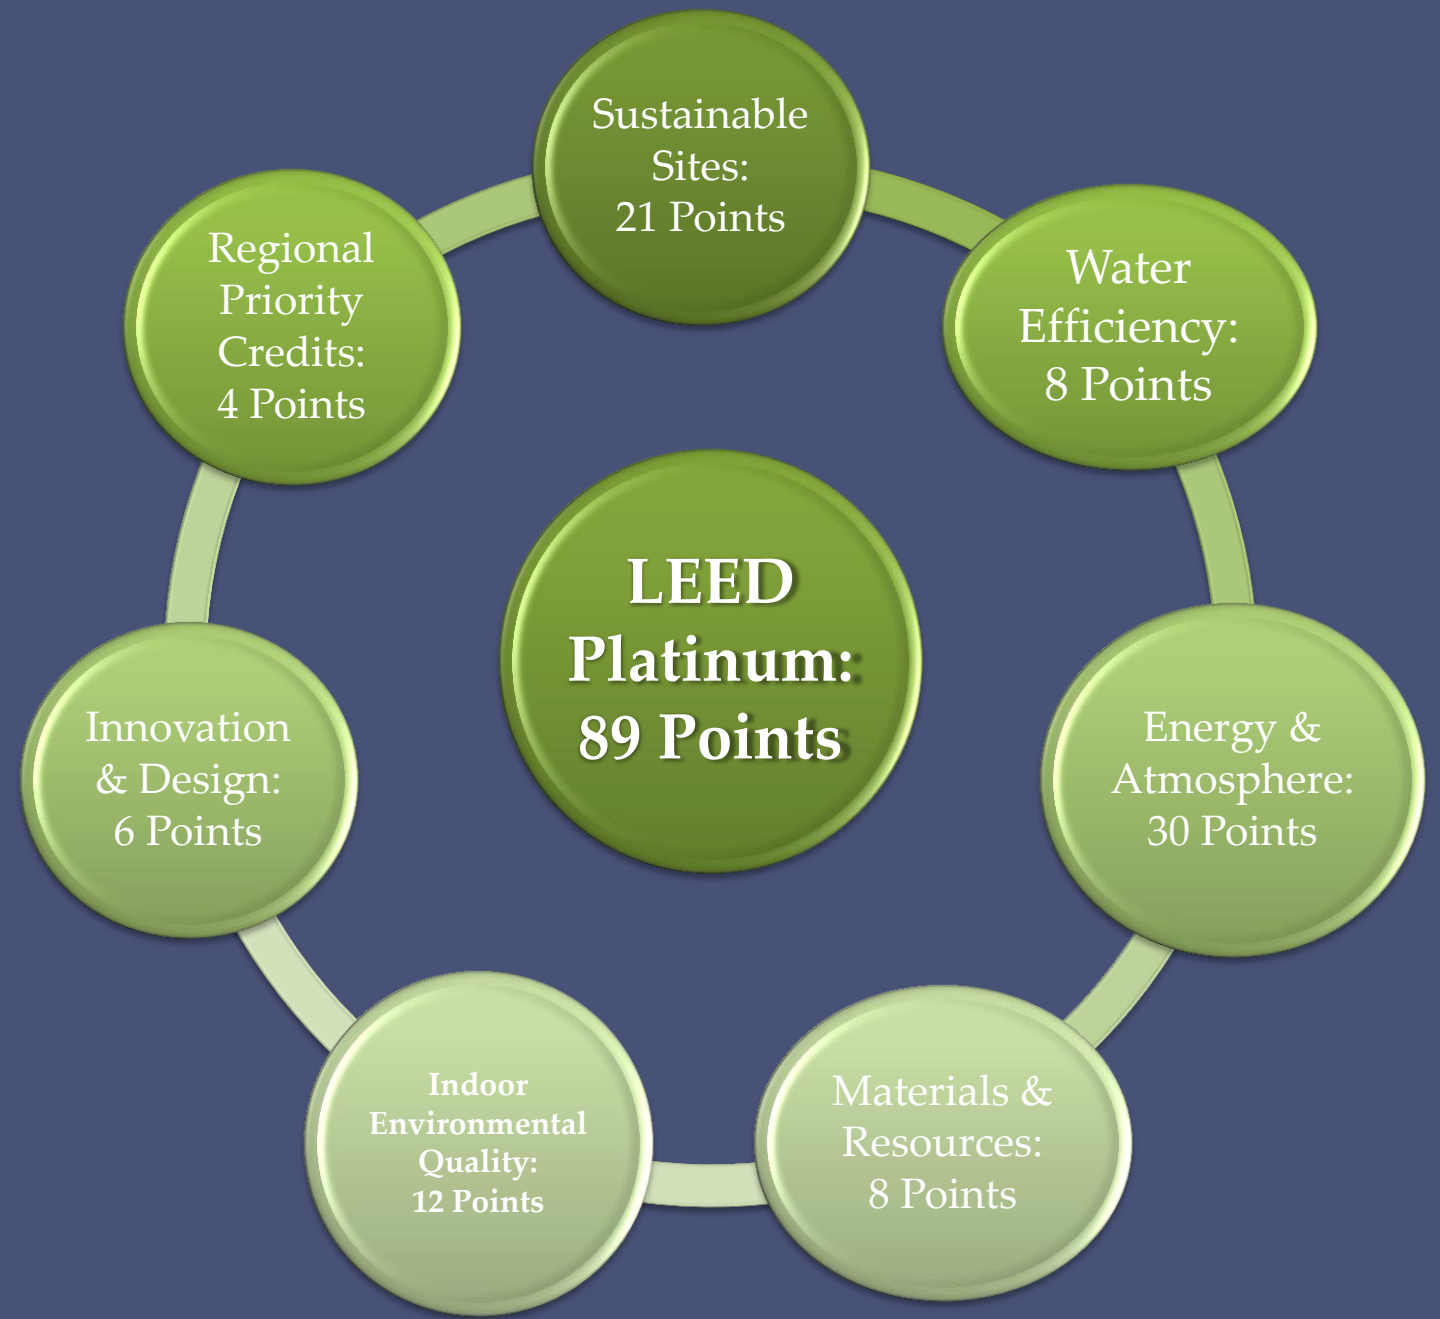 Sustainable
Sites:
21 Points
Water
Efficiency:
8 Points
Energy &
Atmosphere:
30 Points
Materials &
Resources:
8 Points
Indoor
Environmental
Quality:
12 Points
Innovation
& Design:
6 Points
Regional
Priority
Credits:
4 Points
LEED
Platinum:
89 Points